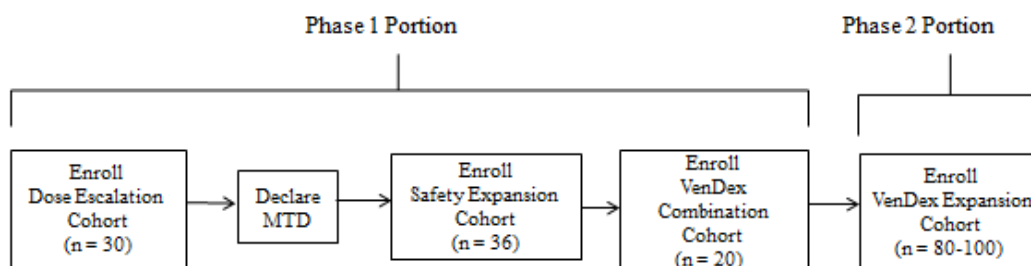 Phase 1 Portion
Phase 2 Portion
Enroll
Dose Escalation
Cohort
(n = 30)
Declare
MTD
Enroll
Safety Expansion
Cohort
(n = 36)
Enroll
VenDex
Combination
Cohort
(n = 20)
Enroll
VenDex Expansion
Cohort
(n = 80-100)